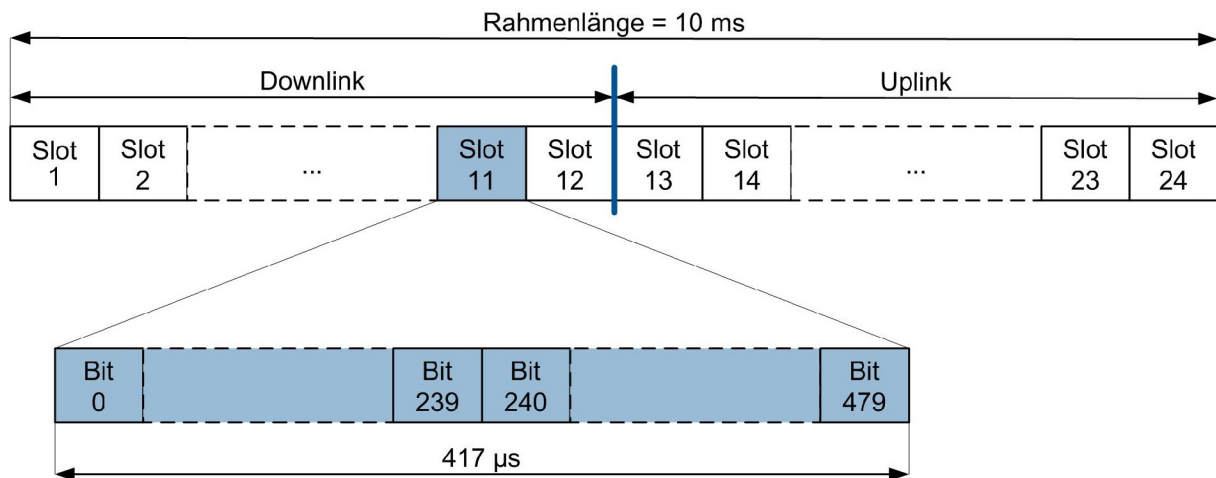 Rahmenlänge = 10 ms
Downlink
Uplink
Slot 1
Slot 2
...
Slot 11
Slot 12
Slot 13
Slot 14
...
Slot 23
Slot 24
Bit 0
Bit 239
Bit 240
Bit 479
417 µs